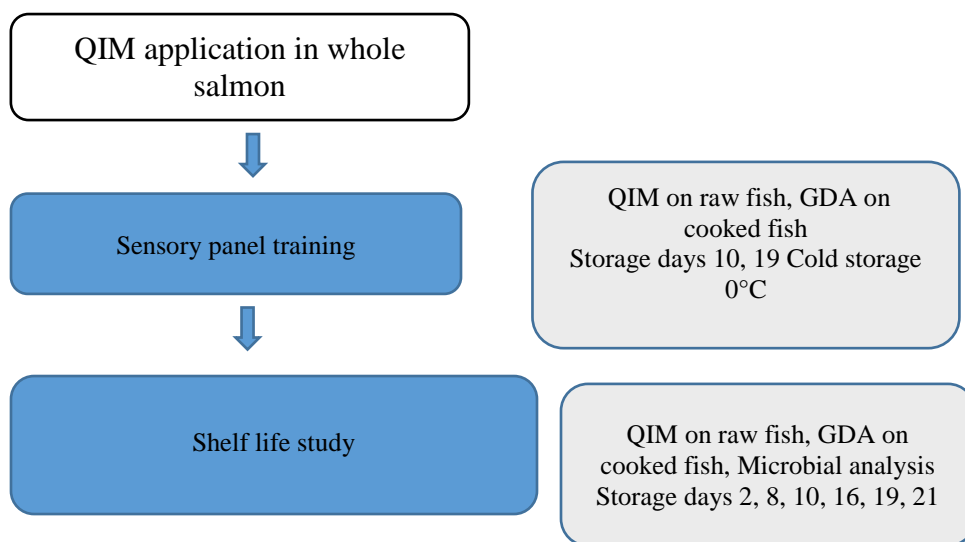 QIM application in whole
salmon
Sensory panel training
QIM on raw fish, GDA on
cooked fish
Storage days 10, 19 Cold storage
0°C
Shelf life study
QIM on raw fish, GDA on
cooked fish, Microbial analysis
Storage days 2, 8, 10, 16, 19, 21